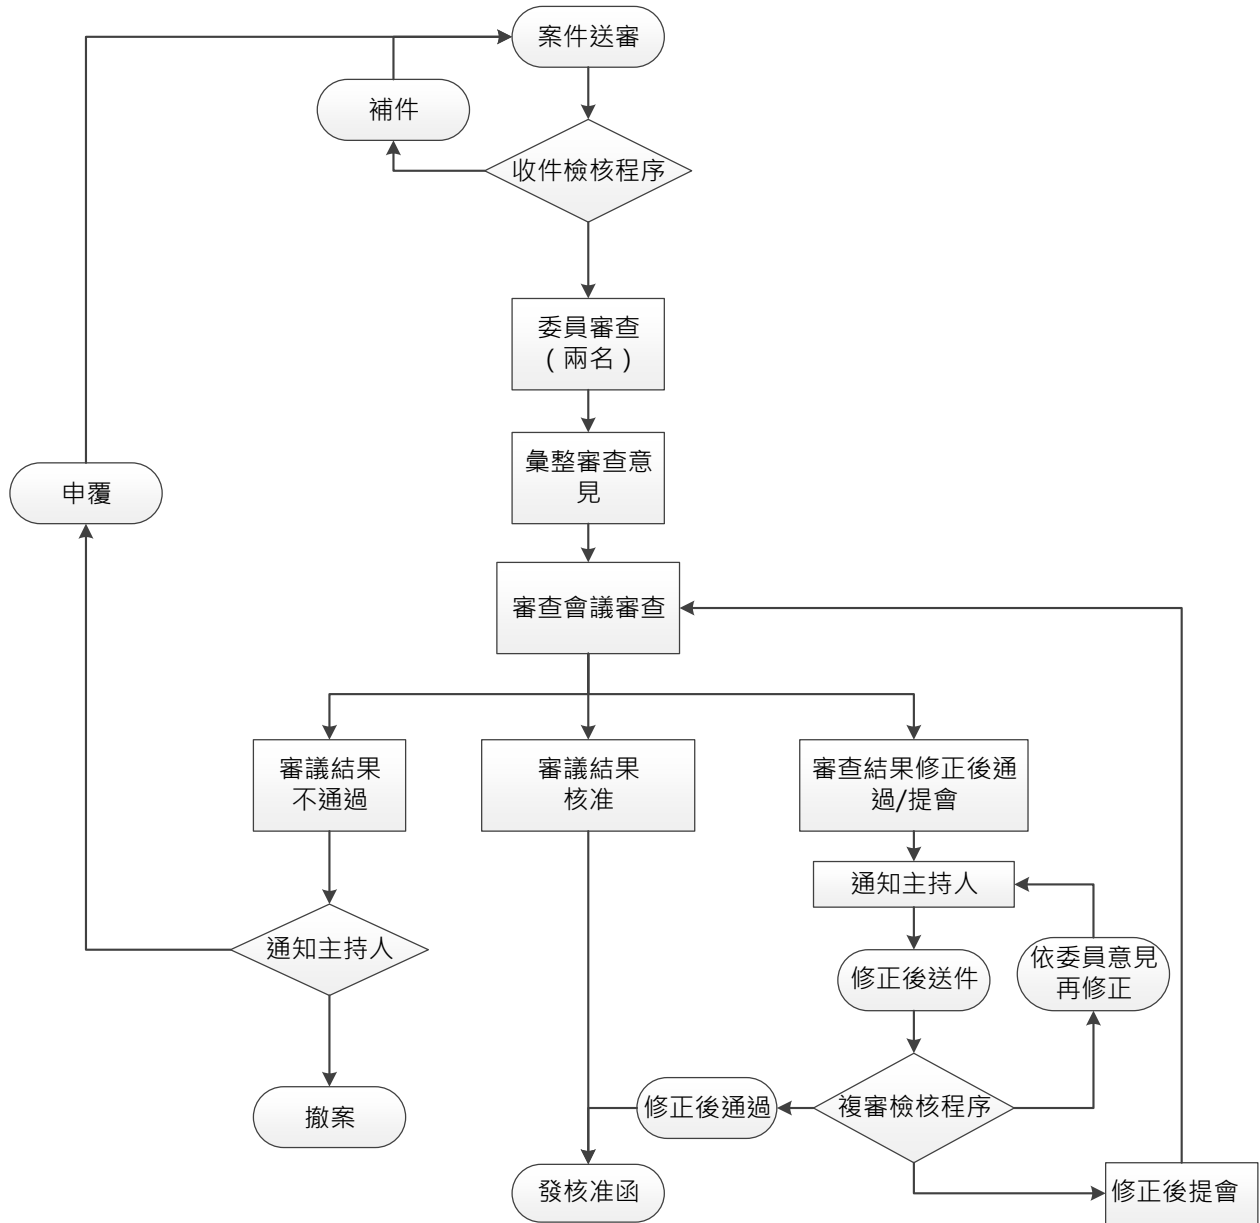 案件送審
補件
收件檢核程序
委員審查
(兩名)
彙整審查意
見
申覆
審查會議審查
審議結果
不通過
審議結果
核准
審查結果修正後通
過/提會
通知主持人
通知主持人
修正後送件
依委員意見
再修正
撤案
修正後通過
複審檢核程序
發核准函
修正後提會